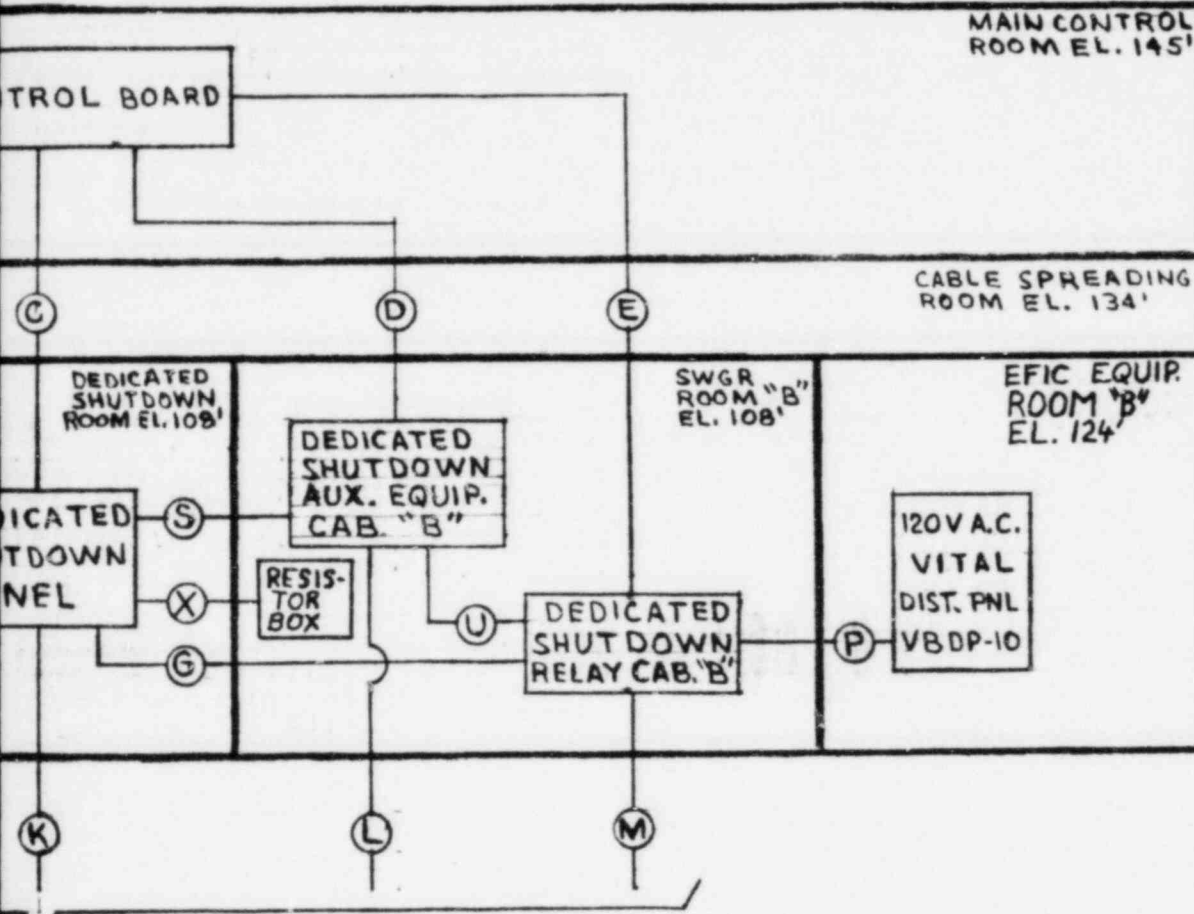 MAIN CONTROL
ROOM EL. 145'
TROL BOARD
CABLE SPREADING
ROOM EL. 134'
C
D
E
DEDICATED
SHUTDOWN
ROOM EL. 108'
SWGR
ROOM "B"
EL. 108'
EFIC EQUIP.
ROOM "B"
EL. 124'
DEDICATED
SHUTDOWN
AUX. EQUIP.
CAB. "B"
ICATED
TDOWN
NEL
S
X
G
RESIS-
TOR
BOX
U
DEDICATED
SHUTDOWN
RELAY CAB. "B"
P
120V A.C.
VITAL
DIST. PNL
VBDP-10
K
L
M